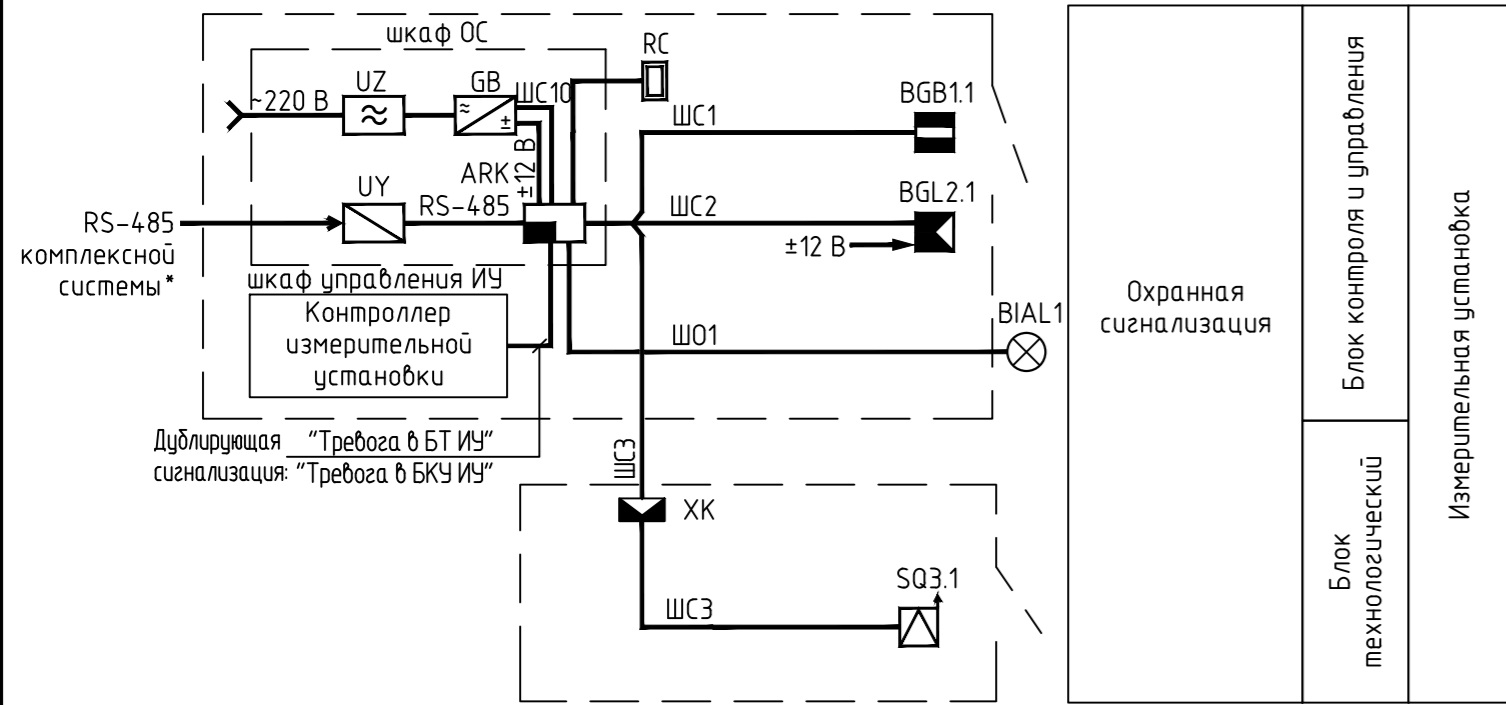 шкаф ОС
RC
UZ
GB
ШС10
~220 В
≈
≈
±
±12 В
ШС1
BGB1.1
ARK
UY
RS-485
ШС2
BGL2.1
±12 В
RS-485
комплексной
системы*
шкаф управления ИУ
Контроллер
измерительной
установки
ШО1
BIAL1
Дублирующая
сигнализация:
"Тревога в БТ ИУ"
"Тревога в БКУ ИУ"
ШС3
ХК
ШС3
SQ3.1
Охранная
сигнализация
Блок контроля и управления
Блок
технологический
Измерительная установка